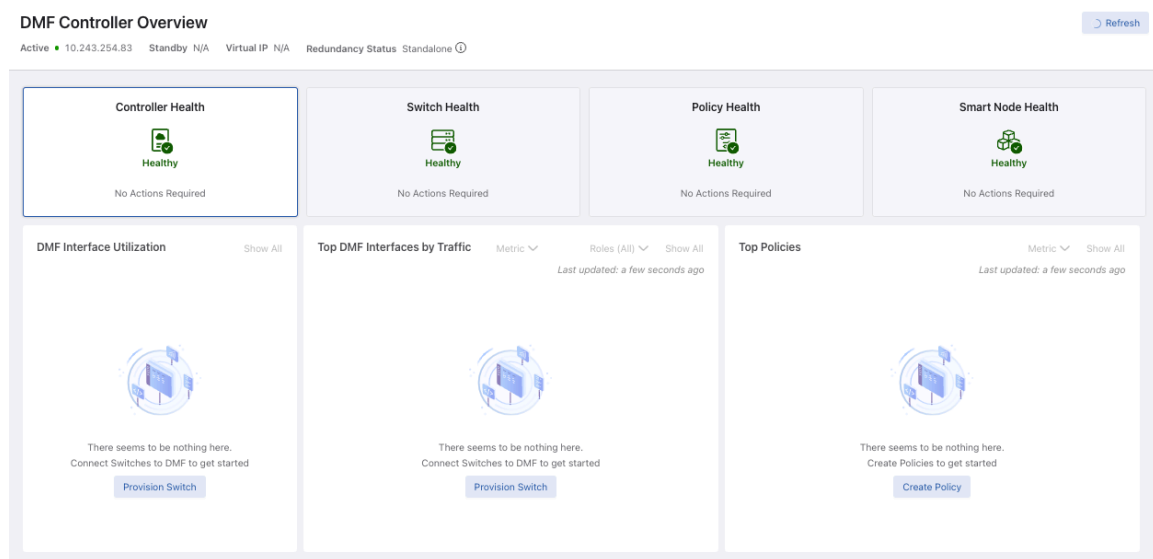 DMF Controller Overview
Refresh
Active 10.243.254.83 Standby N/A Virtual IP N/A Redundancy Status Standalone
Controller Health
Healthy
No Actions Required
Switch Health
Healthy
No Actions Required
Policy Health
Healthy
No Actions Required
Smart Node Health
Healthy
No Actions Required
DMF Interface Utilization Show All
There seems to be nothing here.
Connect Switches to DMF to get started
Provision Switch
Top DMF Interfaces by Traffic Metric Roles (All) Show All
Last updated: a few seconds ago
There seems to be nothing here.
Connect Switches to DMF to get started
Provision Switch
Top Policies Metric Show All
Last updated: a few seconds ago
There seems to be nothing here.
Create Policies to get started
Create Policy